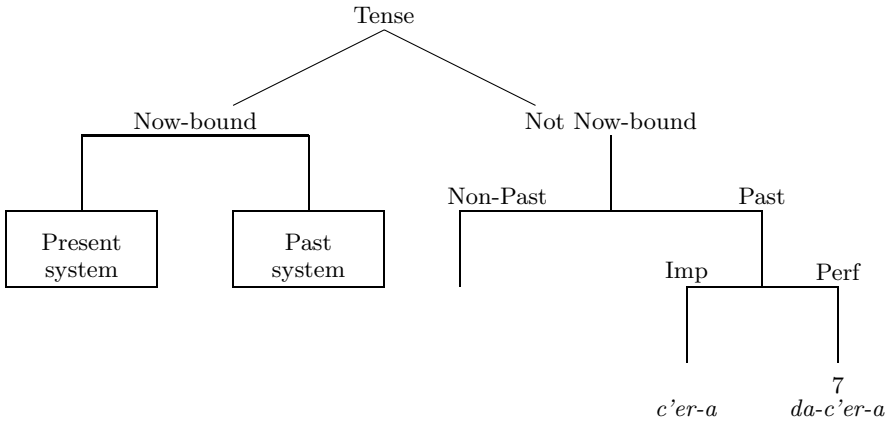 Tense
Now-bound
Not Now-bound
Non-Past
Past
Present
system
Past
system
Imp
Perf
7
c’er-a
da-c’er-a